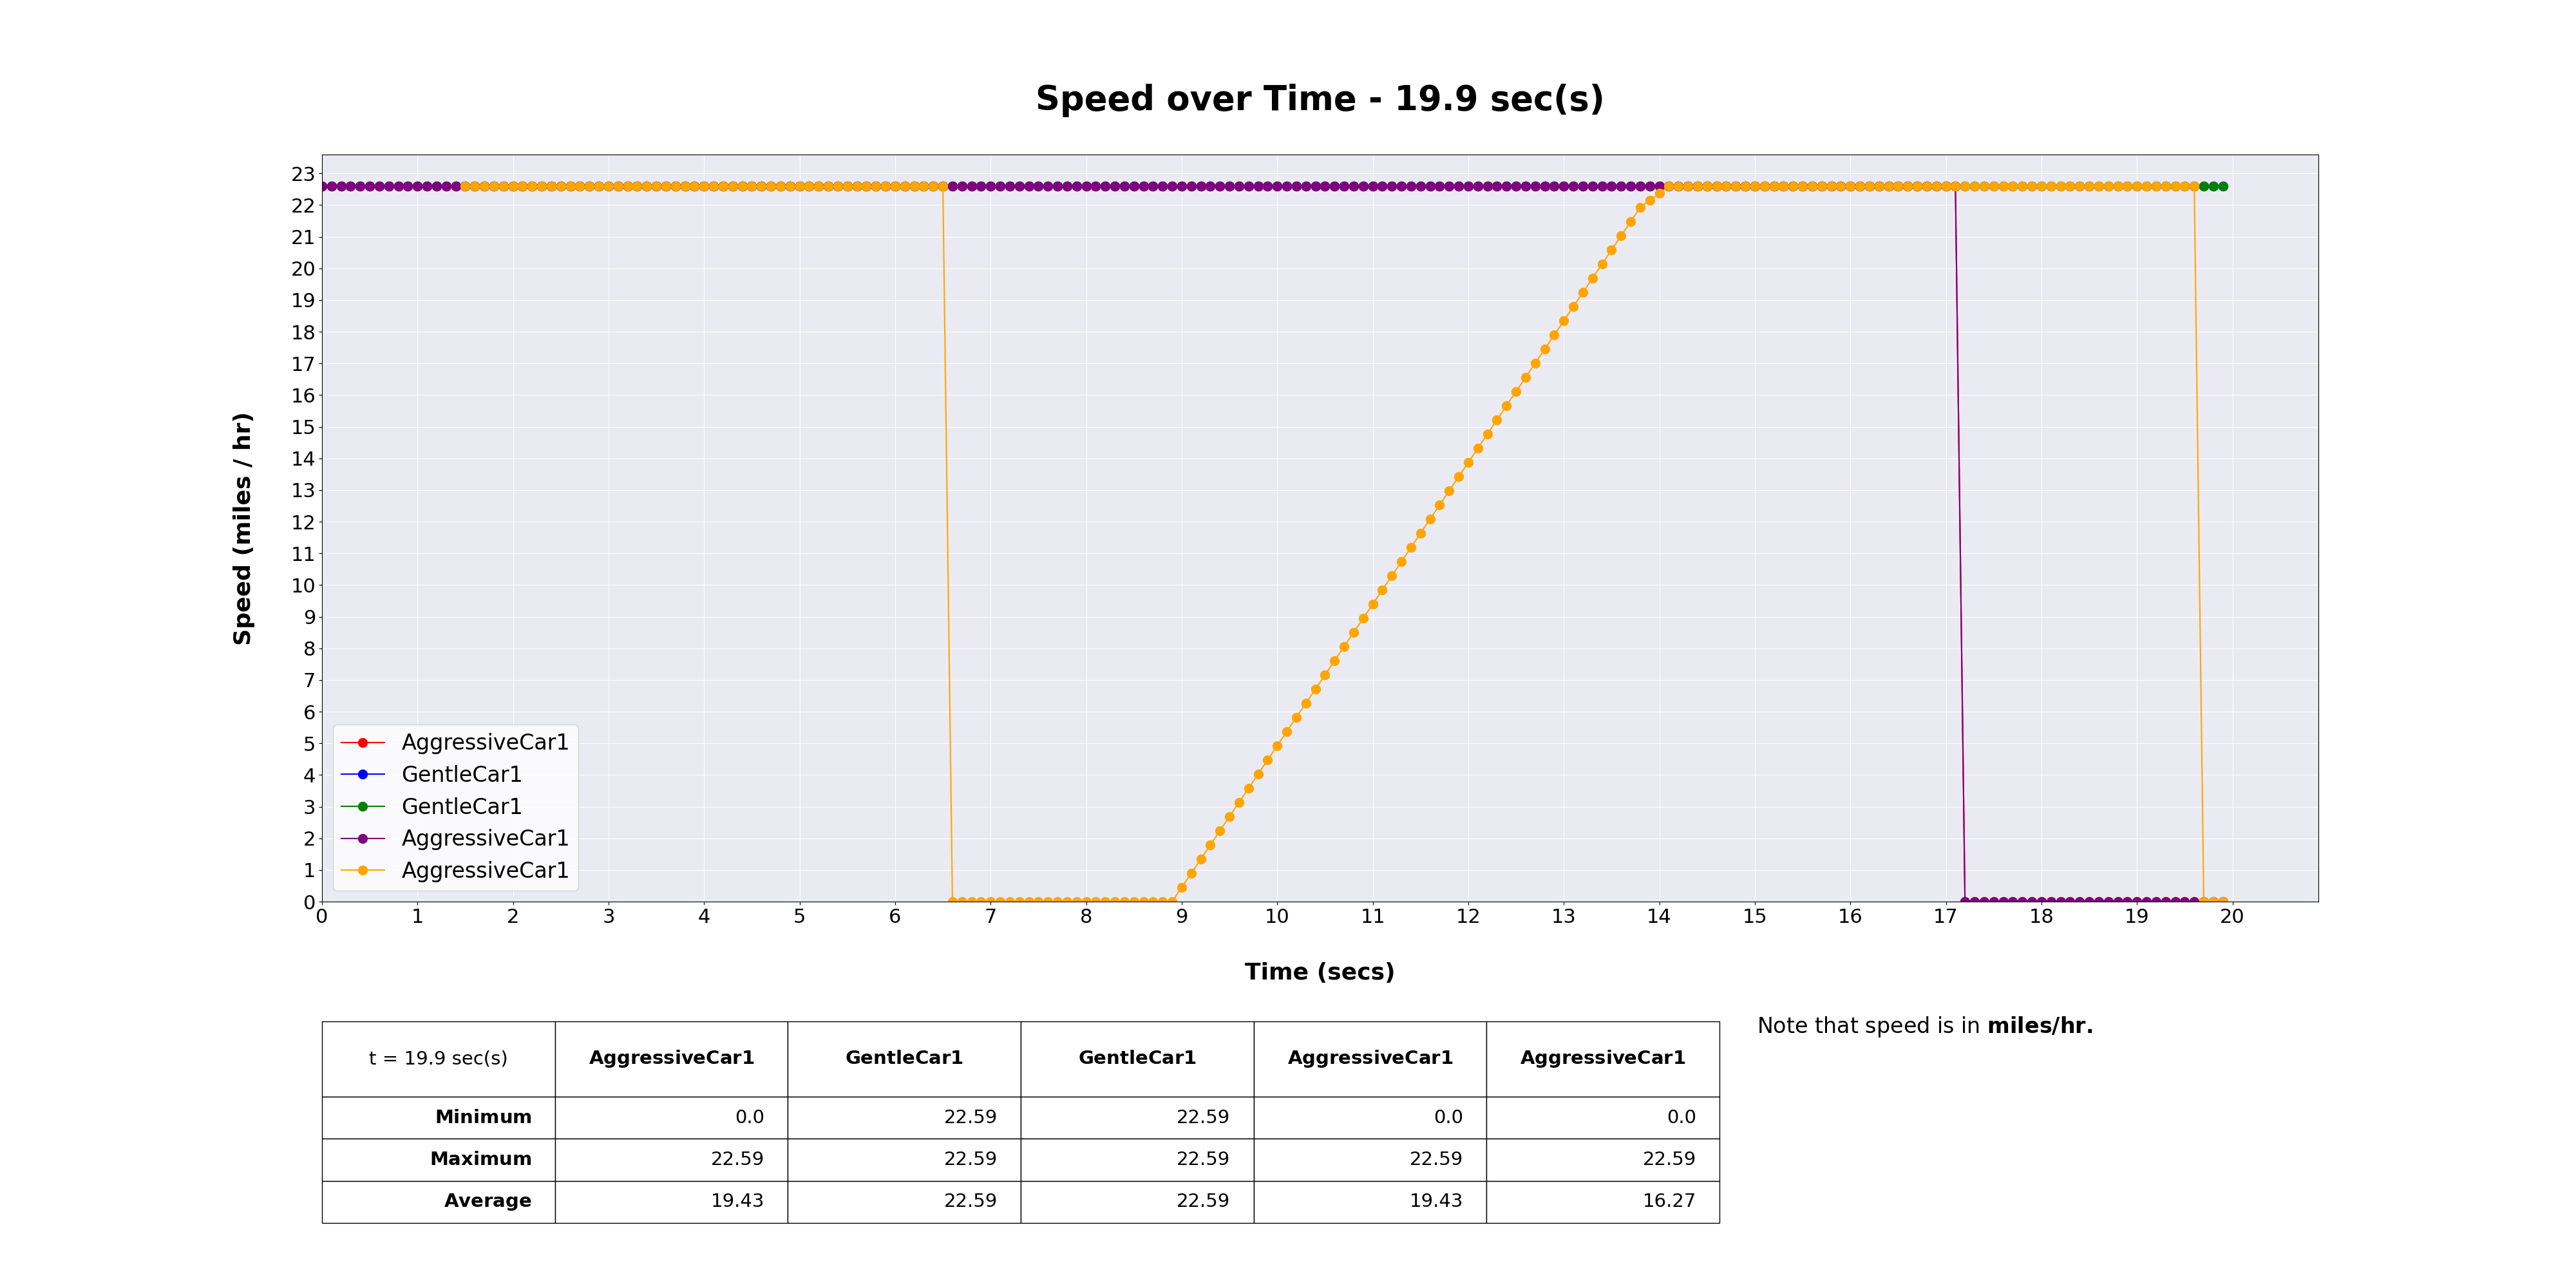 Speed over Time - 19.9 sec(s)
23
22
21
20
19
18
17
16
15
14
13
12
11
10
9
8
7
6
5
4
3
2
1
0
Speed (miles / hr)
AggressiveCar1
GentleCar1
GentleCar1
AggressiveCar1
AggressiveCar1
0 1 2 3 4 5 6 7 8 9 10 11 12 13 14 15 16 17 18 19 20
Time (secs)
Note that speed is in miles/hr.
t = 19.9 sec(s) AggressiveCar1 GentleCar1 GentleCar1 AggressiveCar1 AggressiveCar1
Minimum 0.0 22.59 22.59 0.0 0.0
Maximum 22.59 22.59 22.59 22.59 22.59
Average 19.43 22.59 22.59 19.43 16.27